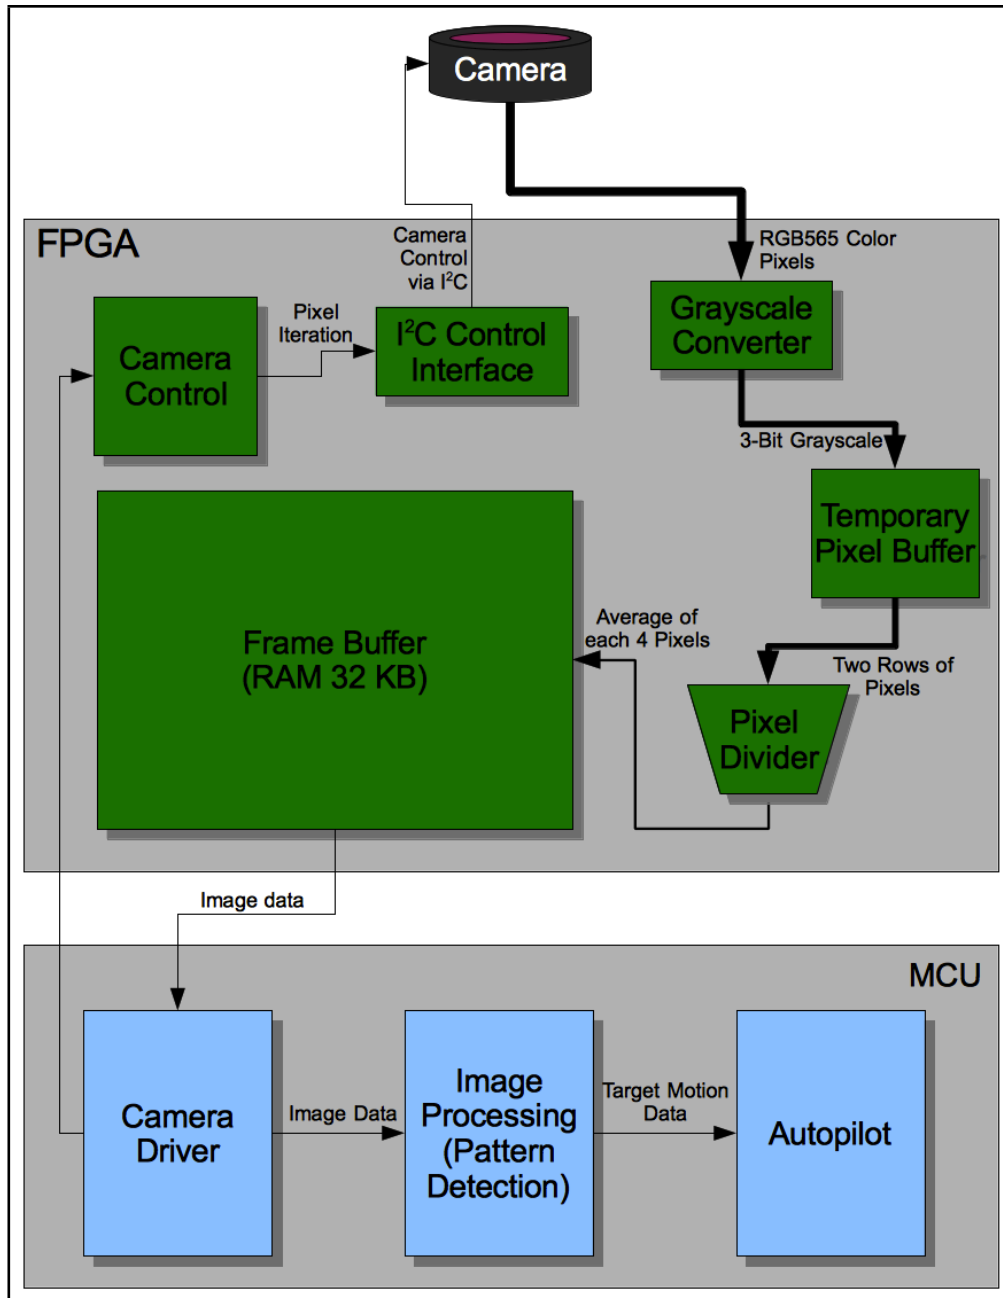 Camera
FPGA
Camera
Control
via I²C
RGB565 Color
Pixels
Pixel
Iteration
Camera
Control
I²C Control
Interface
Grayscale
Converter
3-Bit Grayscale
Temporary
Pixel Buffer
Frame Buffer
(RAM 32 KB)
Average of
each 4 Pixels
Two Rows of
Pixels
Pixel
Divider
Image data
MCU
Camera
Driver
Image Data
Image
Processing
(Pattern
Detection)
Target Motion
Data
Autopilot